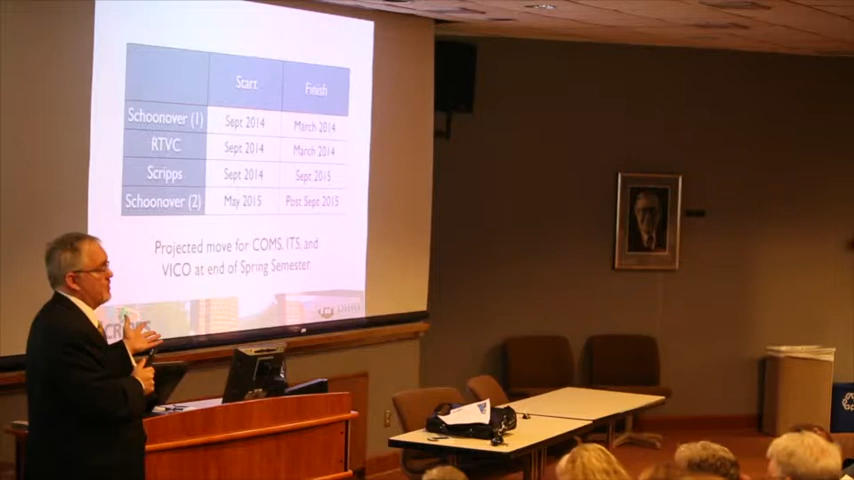 Start Finish
Schoonover (1) Sept 2014 March 2014
RTVC Sept 2014 March 2014
Scripps Sept 2014 Sept 2015
Schoonover (2) May 2015 Post Sept 2015
Projected move for COMS, ITS, and
VICO at end of Spring Semester
OHIO